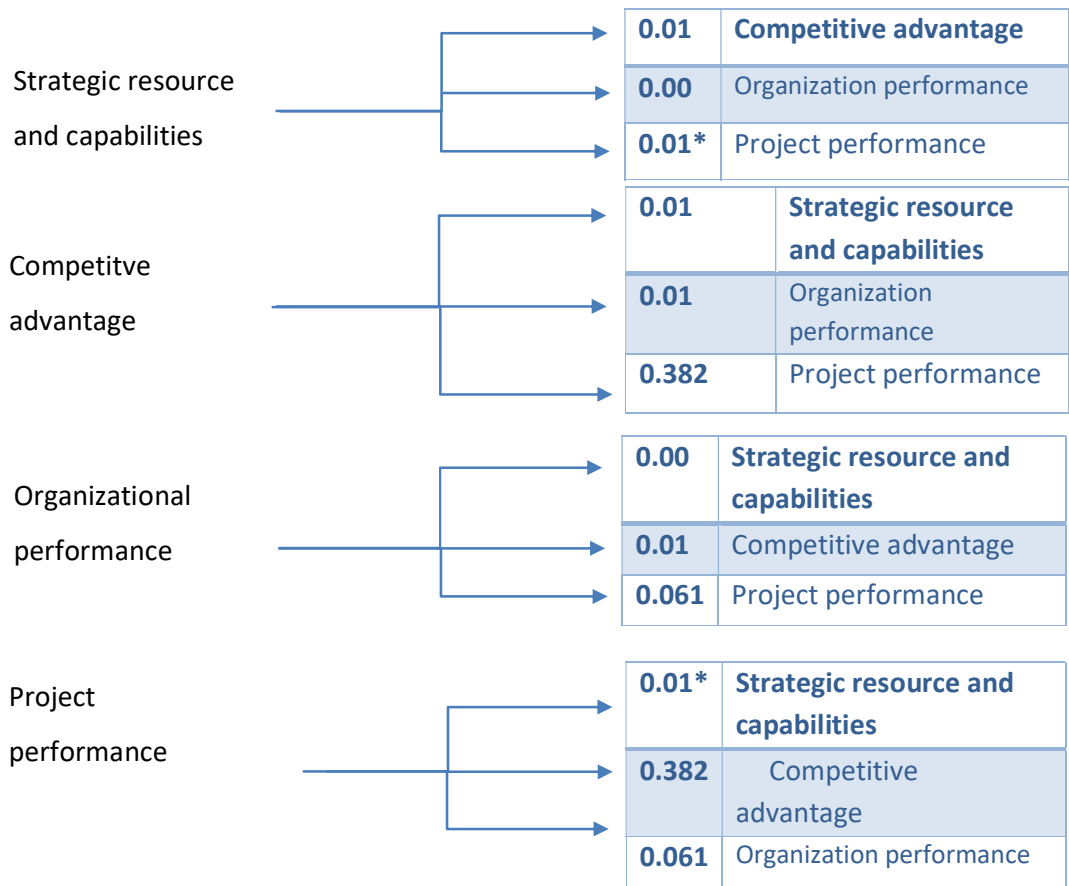 Strategic resource
and capabilities
0.01 Competitive advantage
0.00 Organization performance
0.01* Project performance
Competitve
advantage
0.01 Strategic resource
and capabilities
0.01 Organization
performance
0.382 Project performance
Organizational
performance
0.00 Strategic resource and
capabilities
0.01 Competitive advantage
0.061 Project performance
Project
performance
0.01* Strategic resource and
capabilities
0.382 Competitive
advantage
0.061 Organization performance